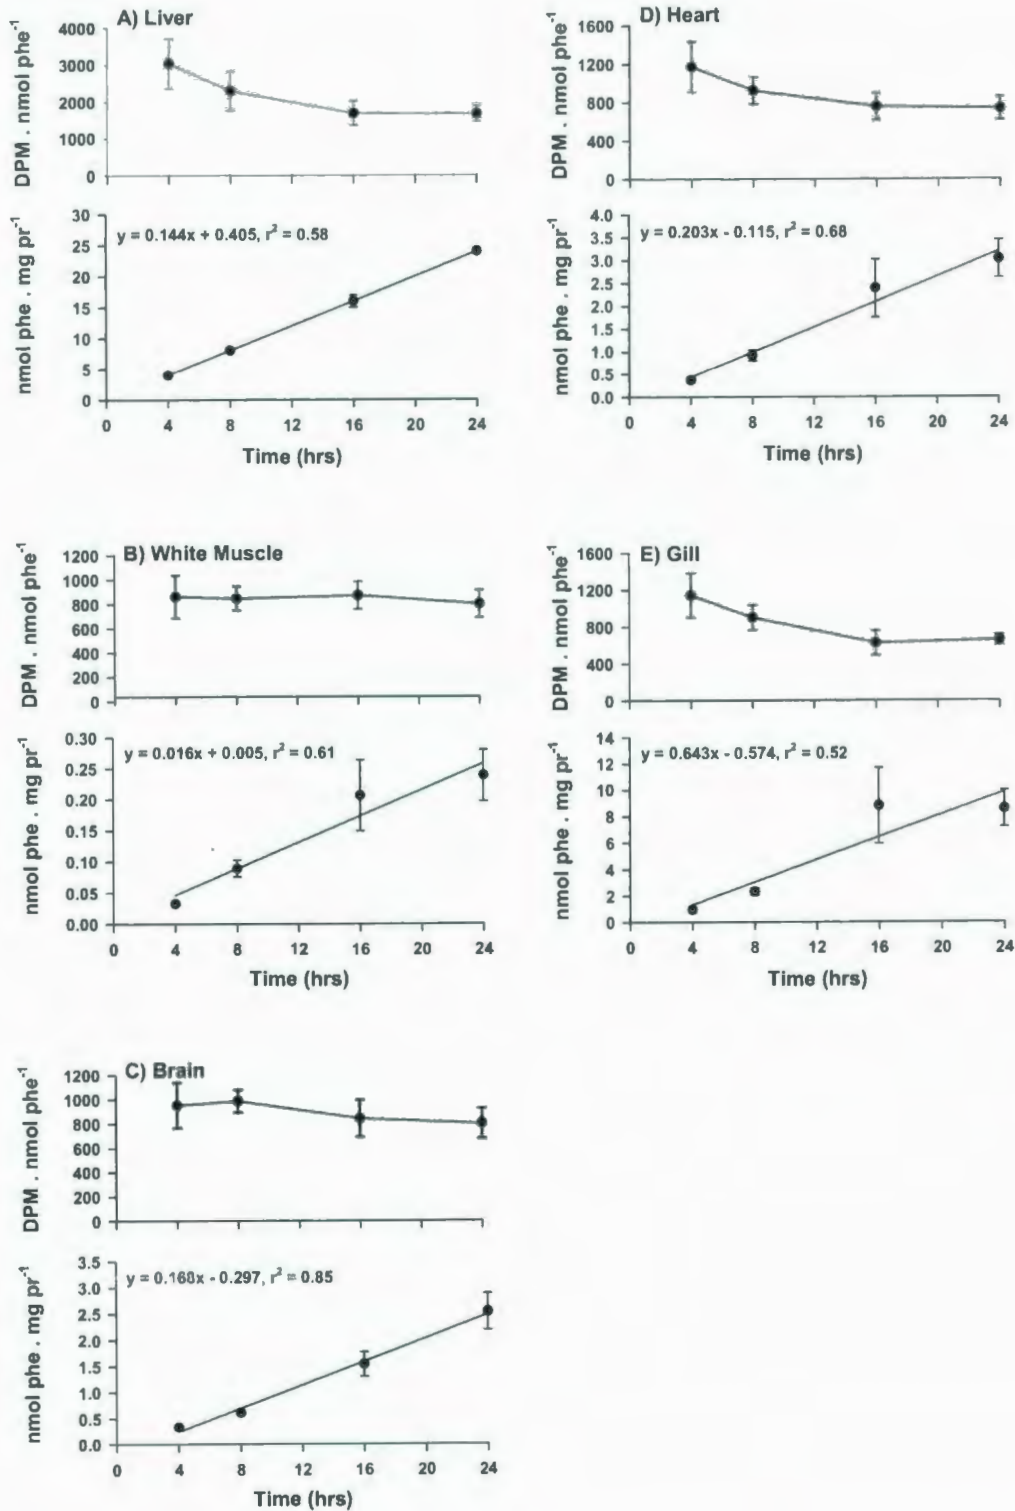 A) Liver
DPM . nmol phe⁻¹
4000
3000
2000
1000
0
nmol phe . mg pr⁻¹
30
25
20
15
10
5
0
y = 0.144x + 0.405, r² = 0.58
0 4 8 12 16 20 24
Time (hrs)
D) Heart
DPM . nmol phe⁻¹
1600
1200
800
400
0
nmol phe . mg pr⁻¹
4.0
3.5
3.0
2.5
2.0
1.5
1.0
0.5
0.0
y = 0.203x - 0.115, r² = 0.68
0 4 8 12 16 20 24
Time (hrs)
B) White Muscle
DPM . nmol phe⁻¹
1200
1000
800
600
400
200
0
nmol phe . mg pr⁻¹
0.30
0.25
0.20
0.15
0.10
0.05
0.00
y = 0.016x + 0.005, r² = 0.61
0 4 8 12 16 20 24
Time (hrs)
E) Gill
DPM . nmol phe⁻¹
1600
1200
800
400
0
nmol phe . mg pr⁻¹
14
12
10
8
6
4
2
0
y = 0.643x - 0.574, r² = 0.52
0 4 8 12 16 20 24
Time (hrs)
C) Brain
DPM . nmol phe⁻¹
1200
1000
800
600
400
200
0
nmol phe . mg pr⁻¹
3.5
3.0
2.5
2.0
1.5
1.0
0.5
0.0
y = 0.168x - 0.297, r² = 0.85
0 4 8 12 16 20 24
Time (hrs)